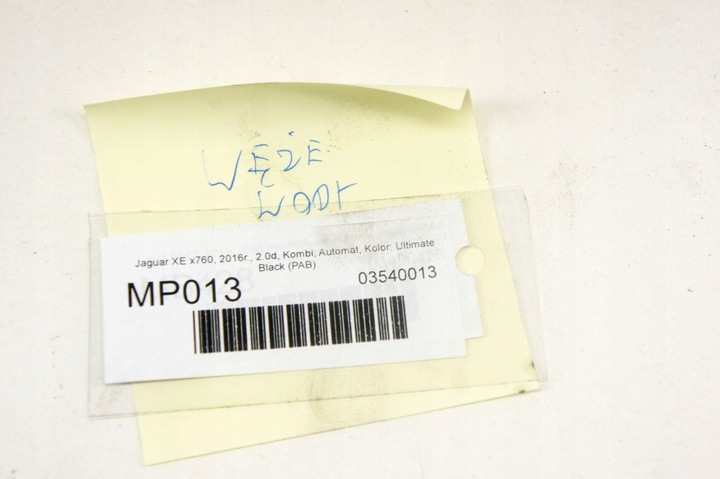 WĘŻE
WODY
Jaguar XE x760, 2016r., 2.0d, Kombi, Automat, Kolor: Ultimate
Black (PAB)
MP013
03540013